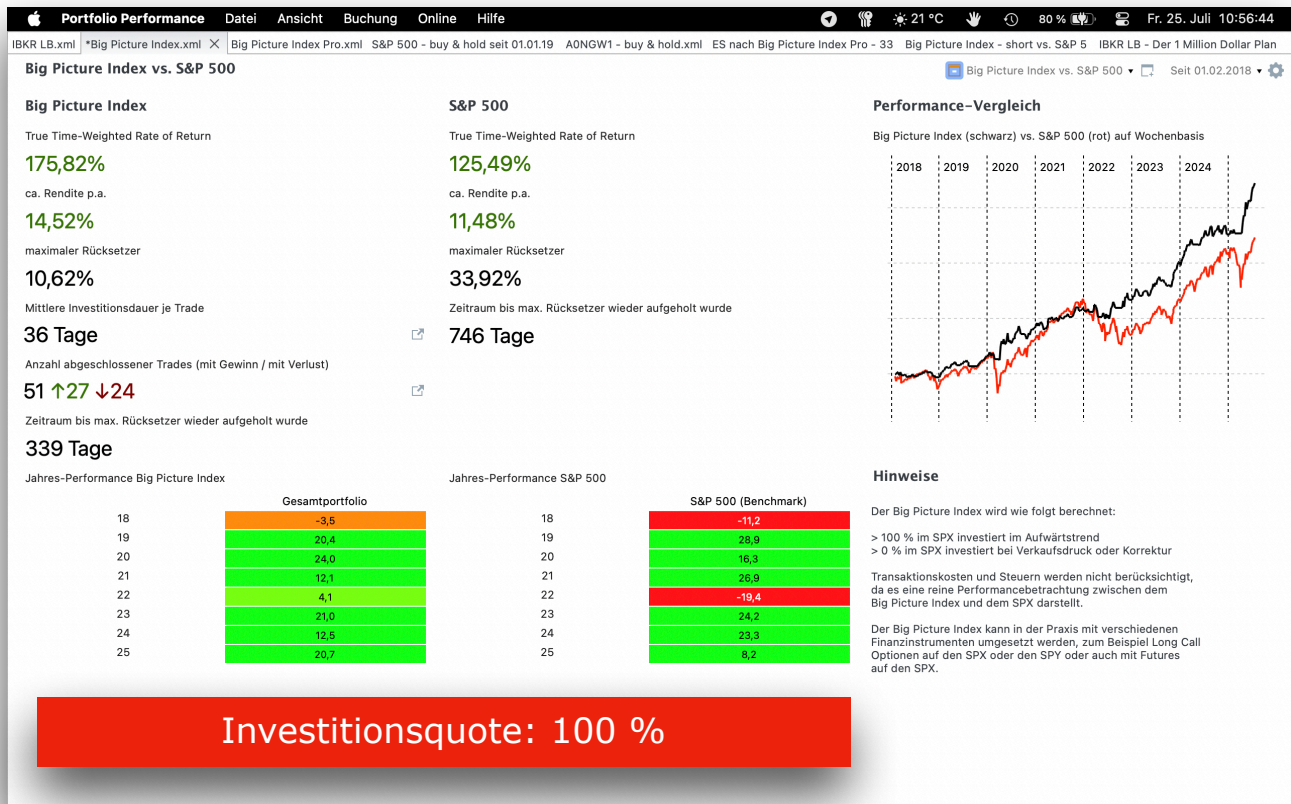 Portfolio Performance Datei Ansicht Buchung Online Hilfe 21 °C 80 % Fr. 25. Juli 10:56:44
IBKR LB.xml *Big Picture Index.xml Big Picture Index Pro.xml S&P 500 - buy & hold seit 01.01.19 A0NGW1 - buy & hold.xml ES nach Big Picture Index Pro - 33 Big Picture Index - short vs. S&P 5 IBKR LB - Der 1 Million Dollar Plan
Big Picture Index vs. S&P 500
Big Picture Index vs. S&P 500 Seit 01.02.2018
Big Picture Index
True Time-Weighted Rate of Return
175,82%
ca. Rendite p.a.
14,52%
maximaler Rücksetzer
10,62%
Mittlere Investitionsdauer je Trade
36 Tage
Anzahl abgeschlossener Trades (mit Gewinn / mit Verlust)
51 ↑27 ↓24
Zeitraum bis max. Rücksetzer wieder aufgeholt wurde
339 Tage
S&P 500
True Time-Weighted Rate of Return
125,49%
ca. Rendite p.a.
11,48%
maximaler Rücksetzer
33,92%
Zeitraum bis max. Rücksetzer wieder aufgeholt wurde
746 Tage
Performance-Vergleich
Big Picture Index (schwarz) vs. S&P 500 (rot) auf Wochenbasis
2018 2019 2020 2021 2022 2023 2024
Jahres-Performance Big Picture Index
Gesamtportfolio
18 -3,5
19 20,4
20 24,0
21 12,1
22 4,1
23 21,0
24 12,5
25 20,7
Jahres-Performance S&P 500
S&P 500 (Benchmark)
18 -11,2
19 28,9
20 16,3
21 26,9
22 -19,4
23 24,2
24 23,3
25 8,2
Hinweise
Der Big Picture Index wird wie folgt berechnet:
> 100 % im SPX investiert im Aufwärtstrend
> 0 % im SPX investiert bei Verkaufsdruck oder Korrektur
Transaktionskosten und Steuern werden nicht berücksichtigt,
da es eine reine Performancebetrachtung zwischen dem
Big Picture Index und dem SPX darstellt.
Der Big Picture Index kann in der Praxis mit verschiedenen
Finanzinstrumenten umgesetzt werden, zum Beispiel Long Call
Optionen auf den SPX oder den SPY oder auch mit Futures
auf den SPX.
Investitionsquote: 100 %